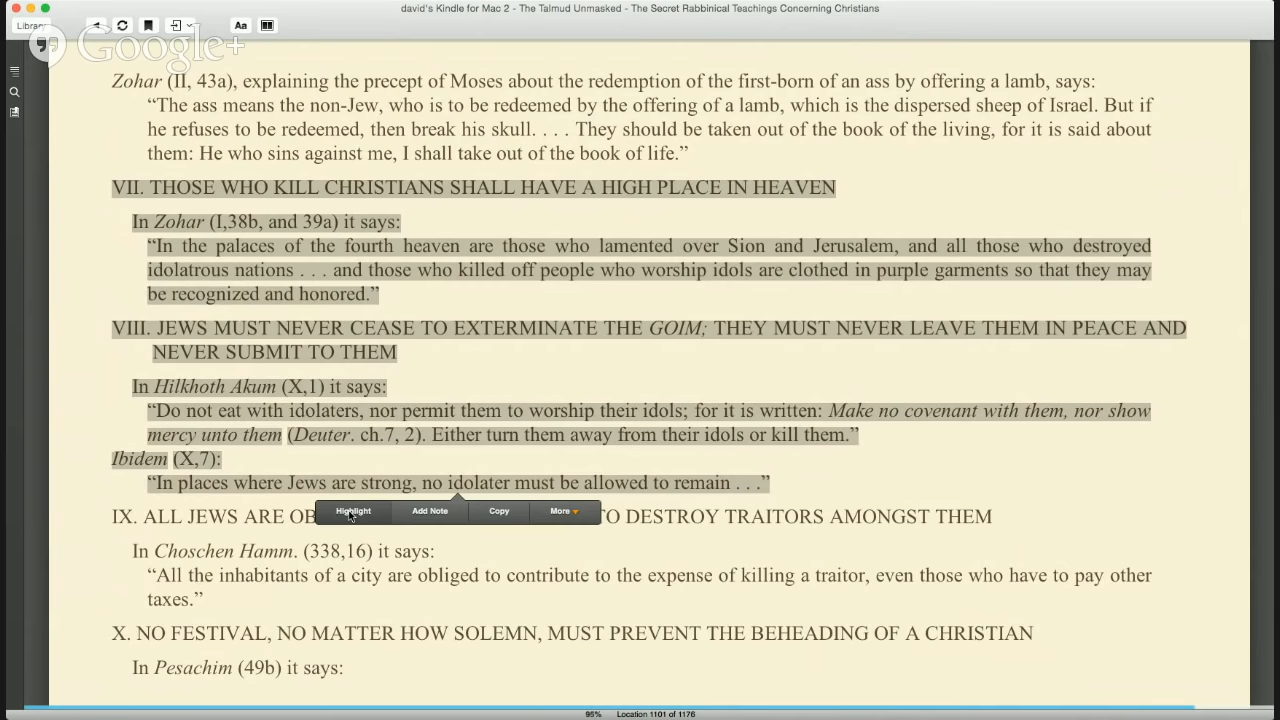 david's Kindle for Mac 2 - The Talmud Unmasked - The Secret Rabbinical Teachings Concerning Christians
Library
Aa
Google+
Zohar (II, 43a), explaining the precept of Moses about the redemption of the first-born of an ass by offering a lamb, says:
“The ass means the non-Jew, who is to be redeemed by the offering of a lamb, which is the dispersed sheep of Israel. But if
he refuses to be redeemed, then break his skull. . . . They should be taken out of the book of the living, for it is said about
them: He who sins against me, I shall take out of the book of life.”
VII. THOSE WHO KILL CHRISTIANS SHALL HAVE A HIGH PLACE IN HEAVEN
In Zohar (I,38b, and 39a) it says:
“In the palaces of the fourth heaven are those who lamented over Sion and Jerusalem, and all those who destroyed
idolatrous nations . . . and those who killed off people who worship idols are clothed in purple garments so that they may
be recognized and honored.”
VIII. JEWS MUST NEVER CEASE TO EXTERMINATE THE GOIM; THEY MUST NEVER LEAVE THEM IN PEACE AND
NEVER SUBMIT TO THEM
In Hilkhoth Akum (X,1) it says:
“Do not eat with idolaters, nor permit them to worship their idols; for it is written: Make no covenant with them, nor show
mercy unto them (Deuter. ch.7, 2). Either turn them away from their idols or kill them.”
Ibidem (X,7):
“In places where Jews are strong, no idolater must be allowed to remain . . .”
Highlight Add Note Copy More
IX. ALL JEWS ARE OB TO DESTROY TRAITORS AMONGST THEM
In Choschen Hamm. (338,16) it says:
“All the inhabitants of a city are obliged to contribute to the expense of killing a traitor, even those who have to pay other
taxes.”
X. NO FESTIVAL, NO MATTER HOW SOLEMN, MUST PREVENT THE BEHEADING OF A CHRISTIAN
In Pesachim (49b) it says:
95% Location 1101 of 1176